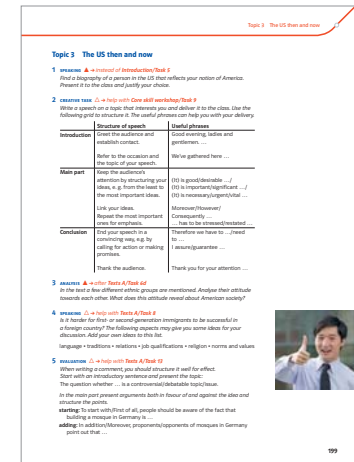 Topic 3 The US then and now
Topic 3 The US then and now
1 SPEAKING ▲ → instead of Introduction/Task 5
Find a biography of a person in the US that reflects your notion of America.
Present it to the class and justify your choice.
2 CREATIVE TASK △ → help with Core skill workshop/Task 9
Write a speech on a topic that interests you and deliver it to the class. Use the
following grid to structure it. The useful phrases can help you with your delivery.
Structure of speech Useful phrases
Introduction Greet the audience and Good evening, ladies and
establish contact. gentlemen. …
Refer to the occasion and We've gathered here …
the topic of your speech.
Main part Keep the audience's
attention by structuring your (It) is good/desirable …/
ideas, e.g. from the least to (It) is important/significant …/
the most important ideas. (It) is necessary/urgent/vital …
Link your ideas. Moreover/However/
Repeat the most important Consequently …
ones for emphasis. … has to be stressed/restated …
Conclusion End your speech in a Therefore we have to …/need
convincing way, e.g. by to …
calling for action or making I assure/guarantee …
promises.
Thank the audience. Thank you for your attention …
3 ANALYSIS ▲ → after Texts A/Task 6d
In the text a few different ethnic groups are mentioned. Analyse their attitude
towards each other. What does this attitude reveal about American society?
4 SPEAKING △ → help with Texts A/Task 8
Is it harder for first- or second-generation immigrants to be successful in
a foreign country? The following aspects may give you some ideas for your
discussion. Add your own ideas to this list.
language • traditions • relations • job qualifications • religion • norms and values
5 EVALUATION △ → help with Texts A/Task 13
When writing a comment, you should structure it well for effect.
Start with an introductory sentence and present the topic:
The question whether … is a controversial/debatable topic/issue.
In the main part present arguments both in favour of and against the idea and
structure the points.
starting: To start with/First of all, people should be aware of the fact that
building a mosque in Germany is …
adding: In addition/Moreover, proponents/opponents of mosques in Germany
point out that …
199